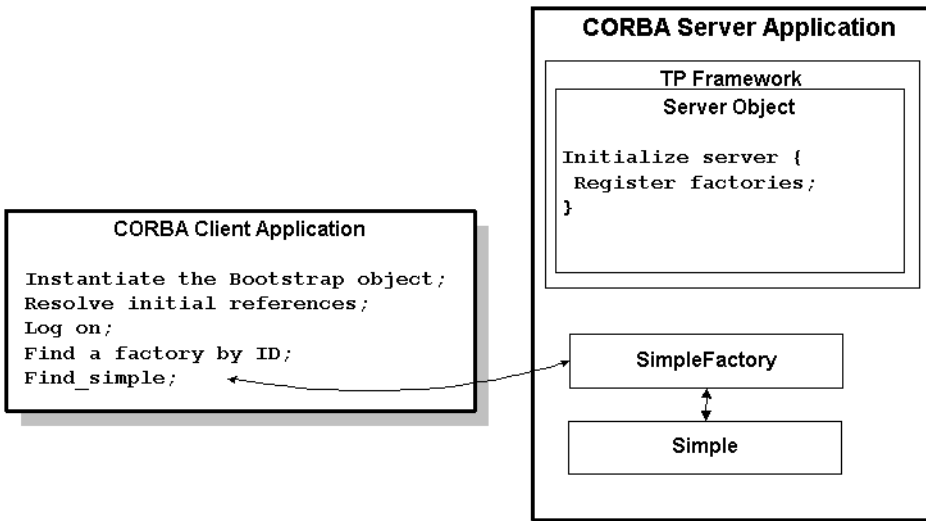 CORBA Server Application
TP Framework
Server Object
Initialize server {
Register factories;
}
CORBA Client Application
Instantiate the Bootstrap object;
Resolve initial references;
Log on;
Find a factory by ID;
Find_simple;
SimpleFactory
Simple